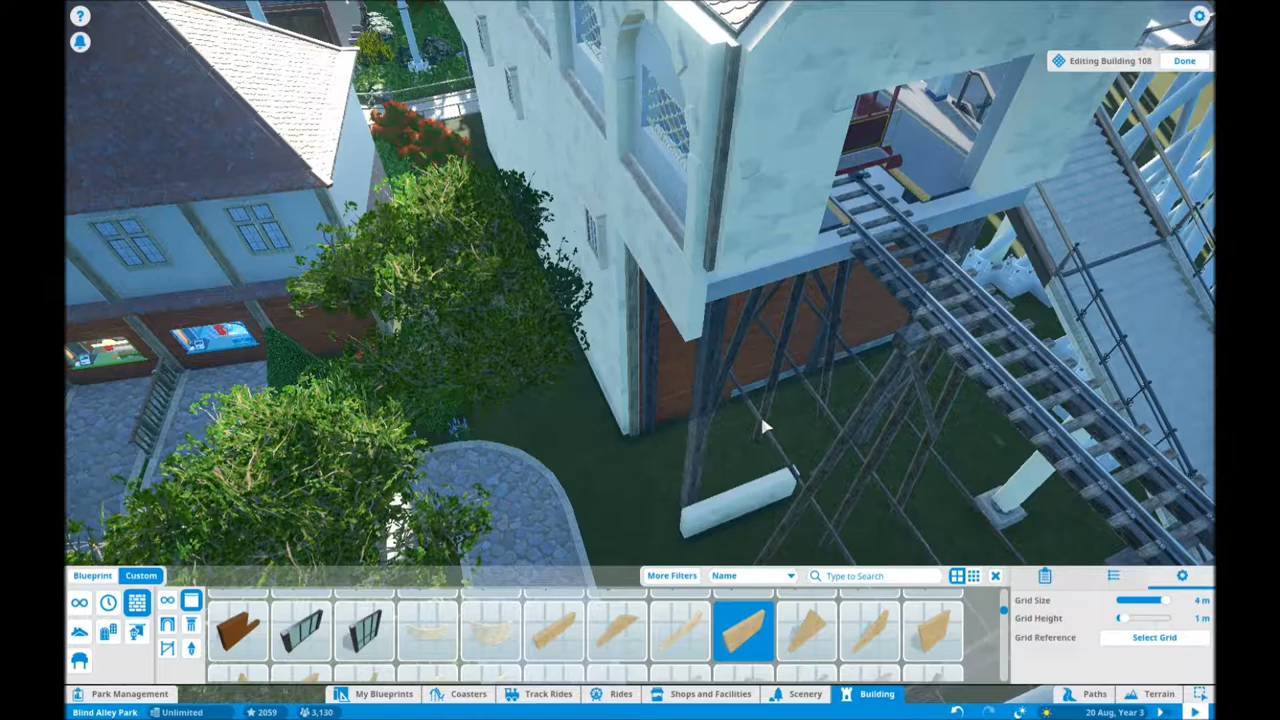 ?
Editing Building 108 Done
Blueprint Custom
More Filters Name Type to Search
Grid Size 4 m
Grid Height 1 m
Grid Reference Select Grid
Park Management My Blueprints Coasters Track Rides Rides Shops and Facilities Scenery Building Paths Terrain
Blind Alley Park Unlimited 2059 3,130 20 Aug, Year 3